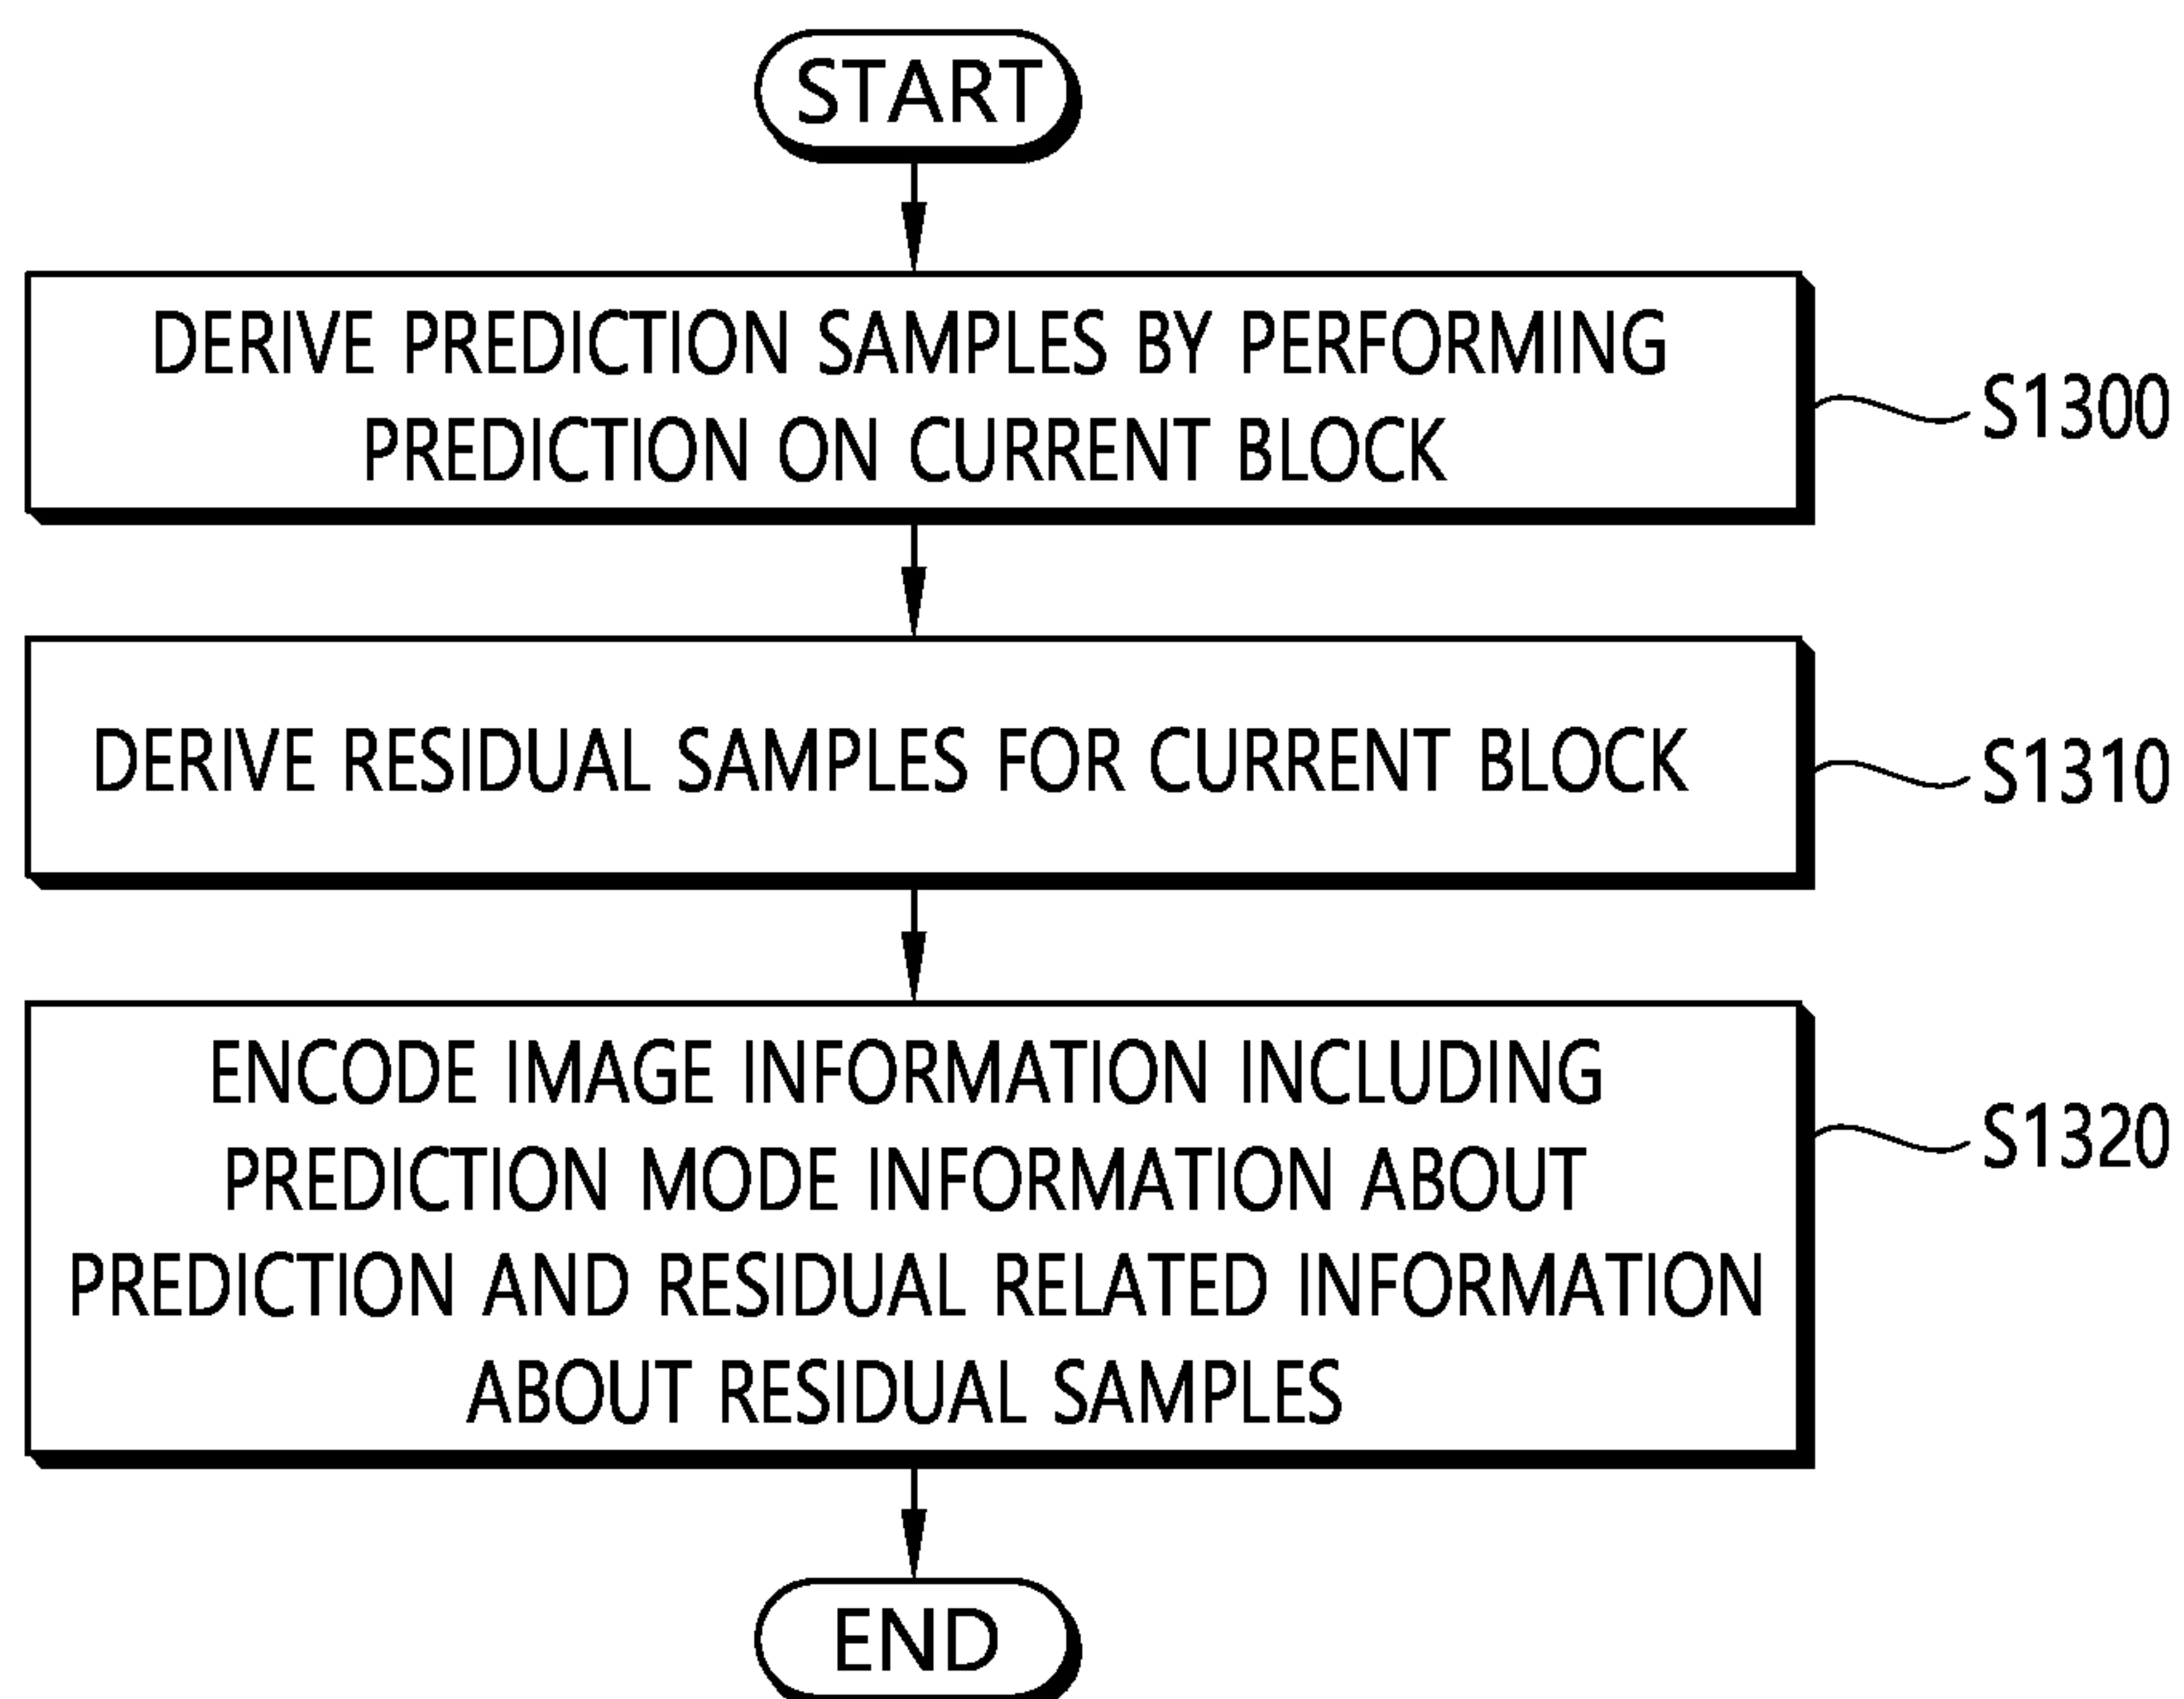 START
DERIVE PREDICTION SAMPLES BY PERFORMING
PREDICTION ON CURRENT BLOCK
S1300
DERIVE RESIDUAL SAMPLES FOR CURRENT BLOCK
S1310
ENCODE IMAGE INFORMATION INCLUDING
PREDICTION MODE INFORMATION ABOUT
PREDICTION AND RESIDUAL RELATED INFORMATION
ABOUT RESIDUAL SAMPLES
S1320
END